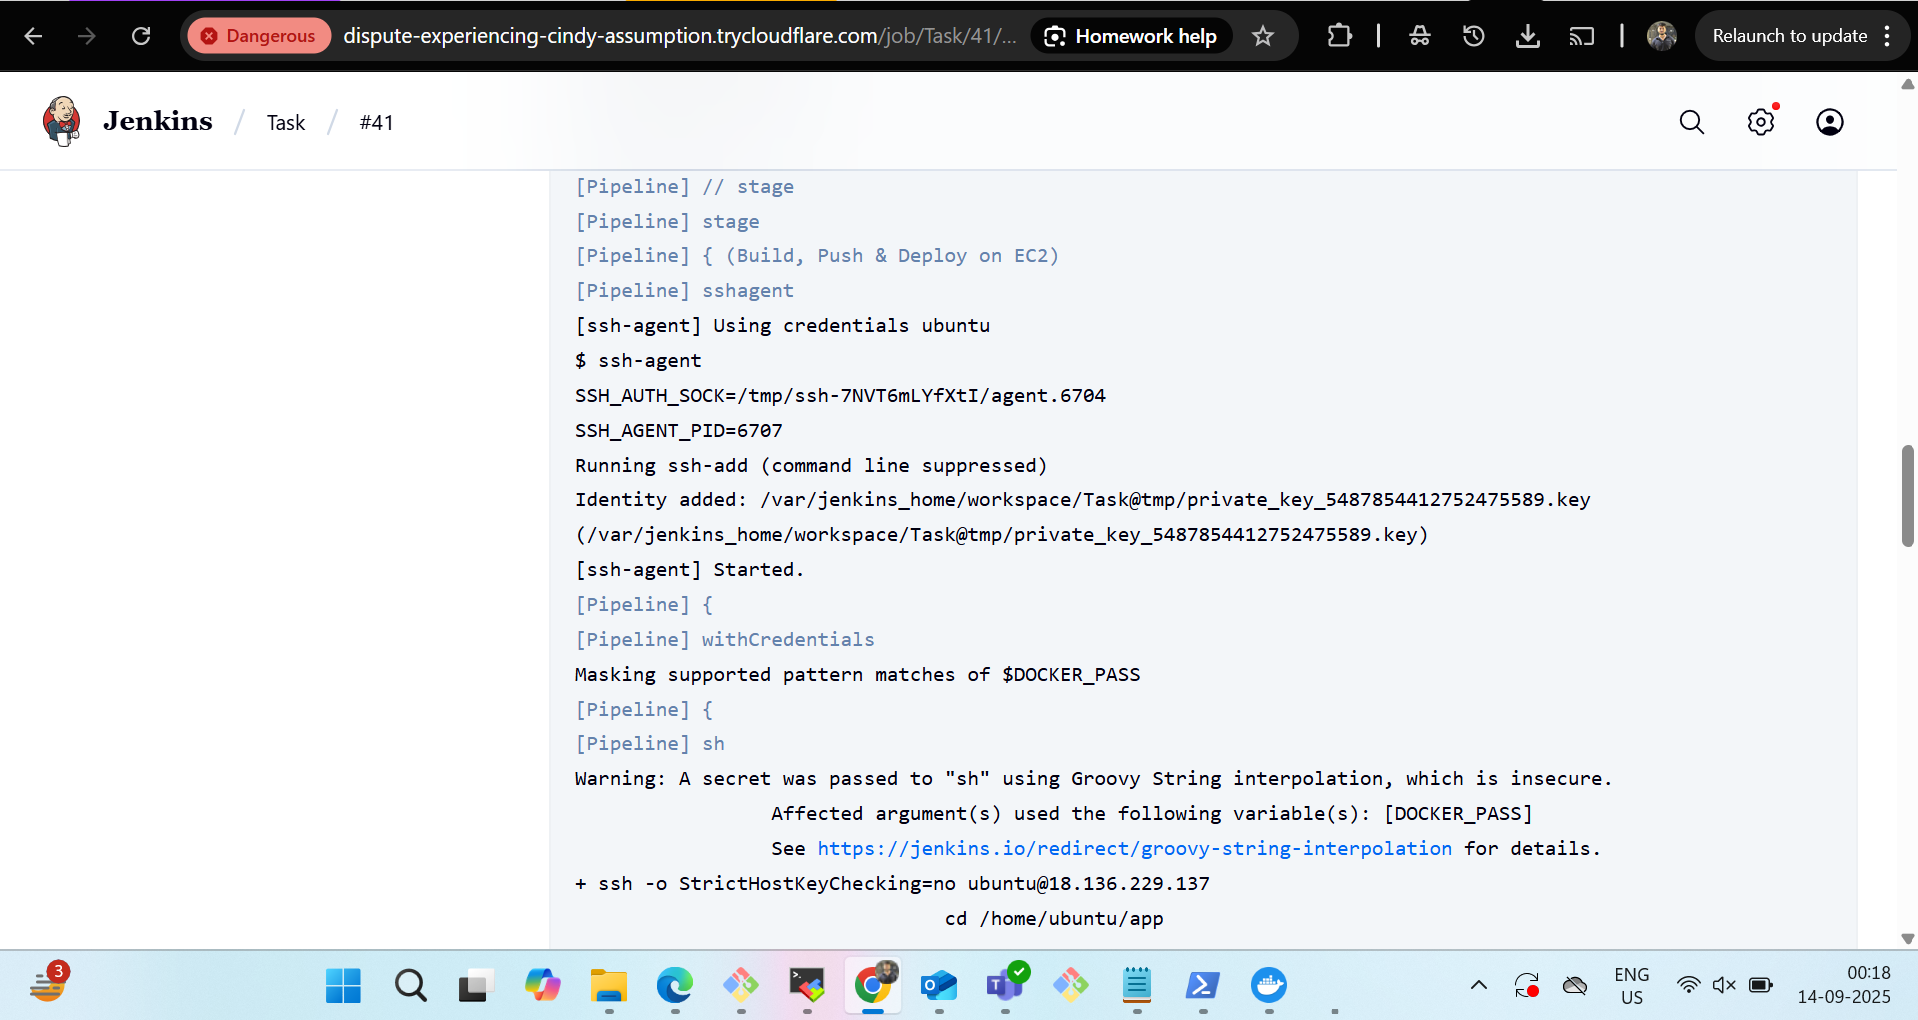 Dangerous
dispute-experiencing-cindy-assumption.trycloudflare.com/job/Task/41/...
Homework help
Relaunch to update
Jenkins / Task / #41
[Pipeline] // stage
[Pipeline] stage
[Pipeline] { (Build, Push & Deploy on EC2)
[Pipeline] sshagent
[ssh-agent] Using credentials ubuntu
$ ssh-agent
SSH_AUTH_SOCK=/tmp/ssh-7NVT6mLYfXtI/agent.6704
SSH_AGENT_PID=6707
Running ssh-add (command line suppressed)
Identity added: /var/jenkins_home/workspace/Task@tmp/private_key_5487854412752475589.key
(/var/jenkins_home/workspace/Task@tmp/private_key_5487854412752475589.key)
[ssh-agent] Started.
[Pipeline] {
[Pipeline] withCredentials
Masking supported pattern matches of $DOCKER_PASS
[Pipeline] {
[Pipeline] sh
Warning: A secret was passed to "sh" using Groovy String interpolation, which is insecure.
Affected argument(s) used the following variable(s): [DOCKER_PASS]
See https://jenkins.io/redirect/groovy-string-interpolation for details.
+ ssh -o StrictHostKeyChecking=no ubuntu@18.136.229.137
cd /home/ubuntu/app
3
ENG
US
00:18
14-09-2025